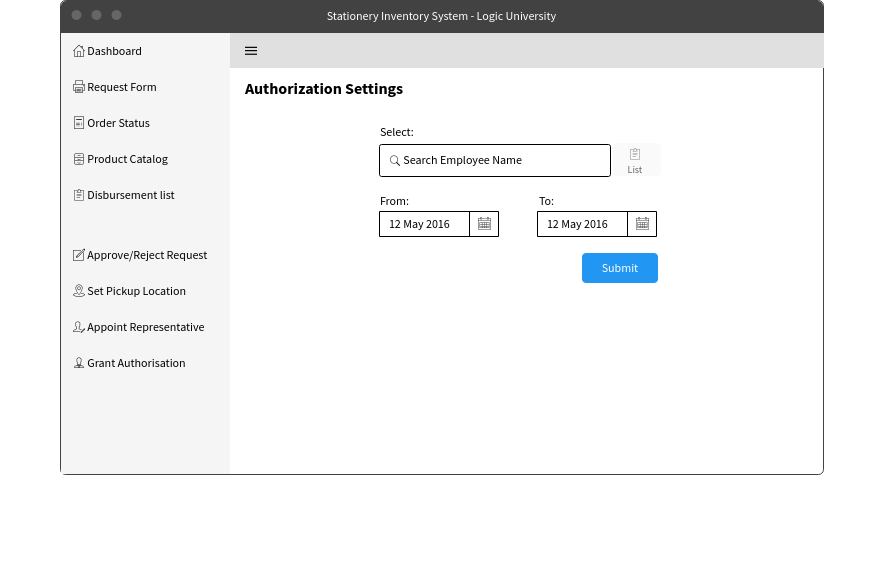 Stationery Inventory System - Logic University
Dashboard
Request Form
Order Status
Product Catalog
Disbursement list
Approve/Reject Request
Set Pickup Location
Appoint Representative
Grant Authorisation
Authorization Settings
Select:
Search Employee Name
List
From:
To:
12 May 2016
12 May 2016
Submit